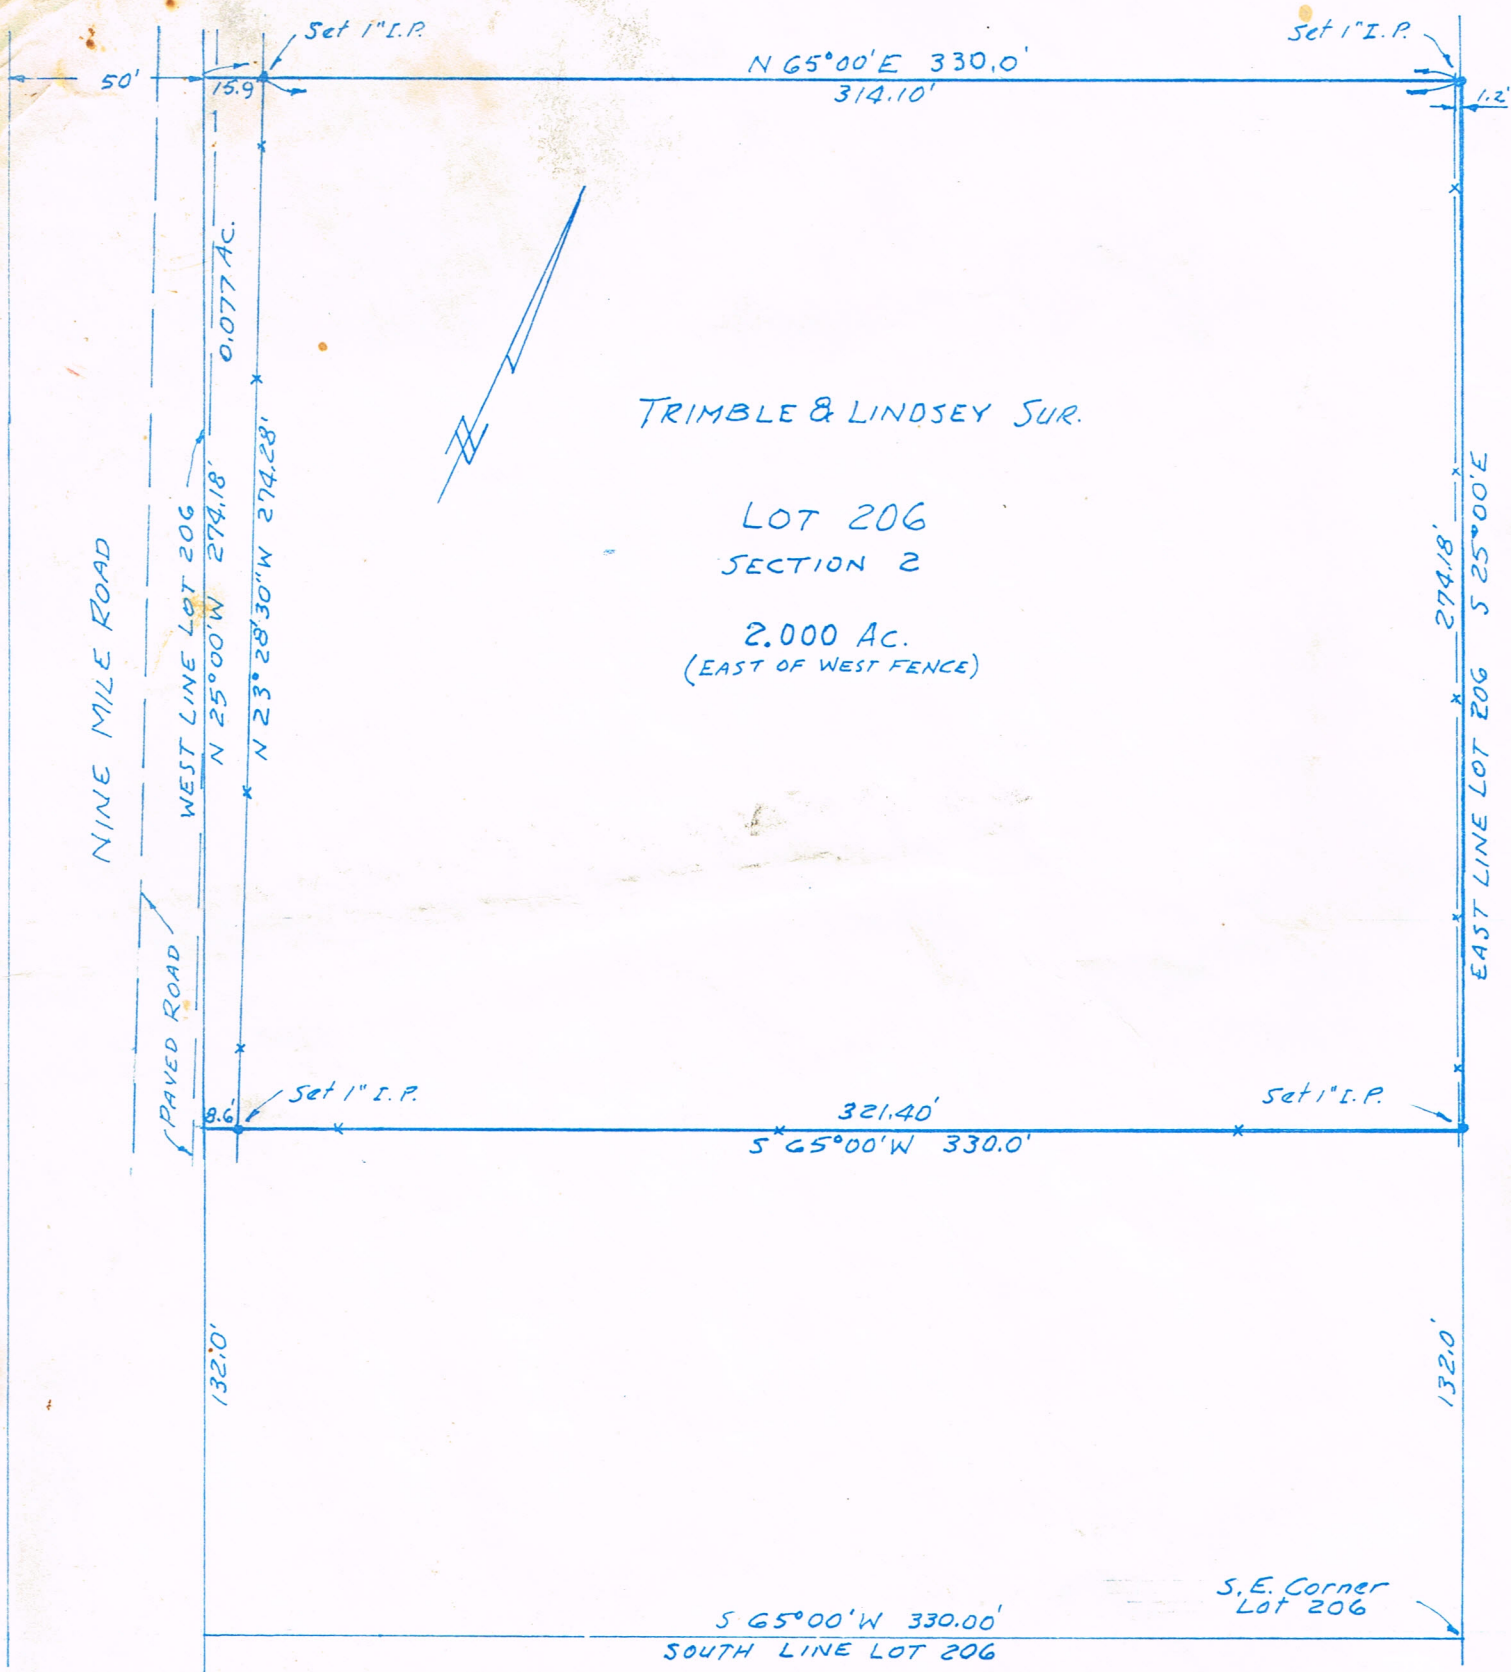 Set 1" I.P.
Set 1" I.P.
N 65°00'E 330.0'
50'
15.9
314.10'
1.2'
0.077 AC.
TRIMBLE & LINDSEY SUR.
LOT 206
SECTION 2
2.000 AC.
(EAST OF WEST FENCE)
NINE MILE ROAD
WEST LINE LOT 206
N 25°00'W 274.18'
N 23°28'30"W 274.28'
274.18'
EAST LINE LOT 206 S 25°00'E
PAVED ROAD
Set 1" I.P.
Set 1" I.P.
8.6'
321.40'
S 65°00'W 330.0'
132.0'
132.0'
S.E. Corner
Lot 206
S 65°00'W 330.00'
SOUTH LINE LOT 206